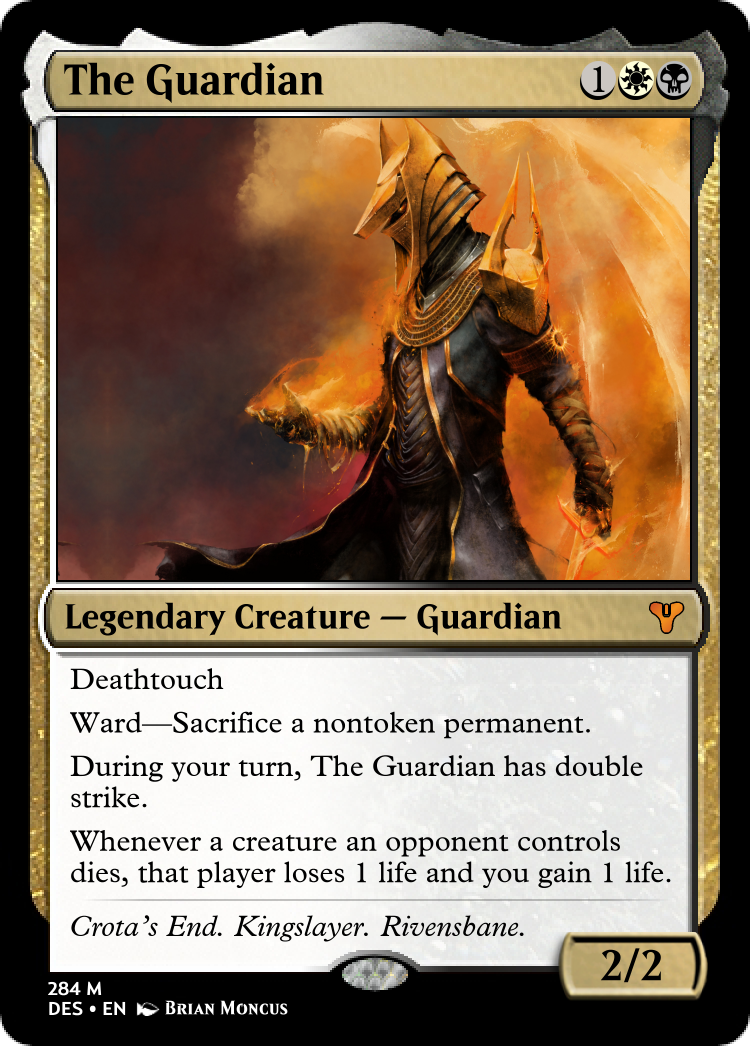 The Guardian 1
Legendary Creature — Guardian
Deathtouch
Ward—Sacrifice a nontoken permanent.
During your turn, The Guardian has double
strike.
Whenever a creature an opponent controls
dies, that player loses 1 life and you gain 1 life.
Crota's End. Kingslayer. Rivensbane.
2/2
284 M
DES • EN Brian Moncus